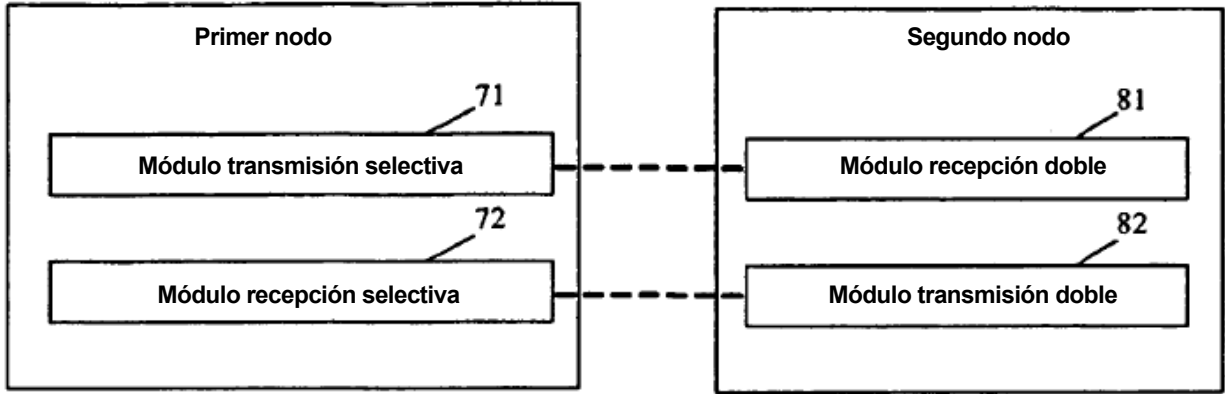 Primer nodo
71
Módulo transmisión selectiva
72
Módulo recepción selectiva
Segundo nodo
81
Módulo recepción doble
82
Módulo transmisión doble